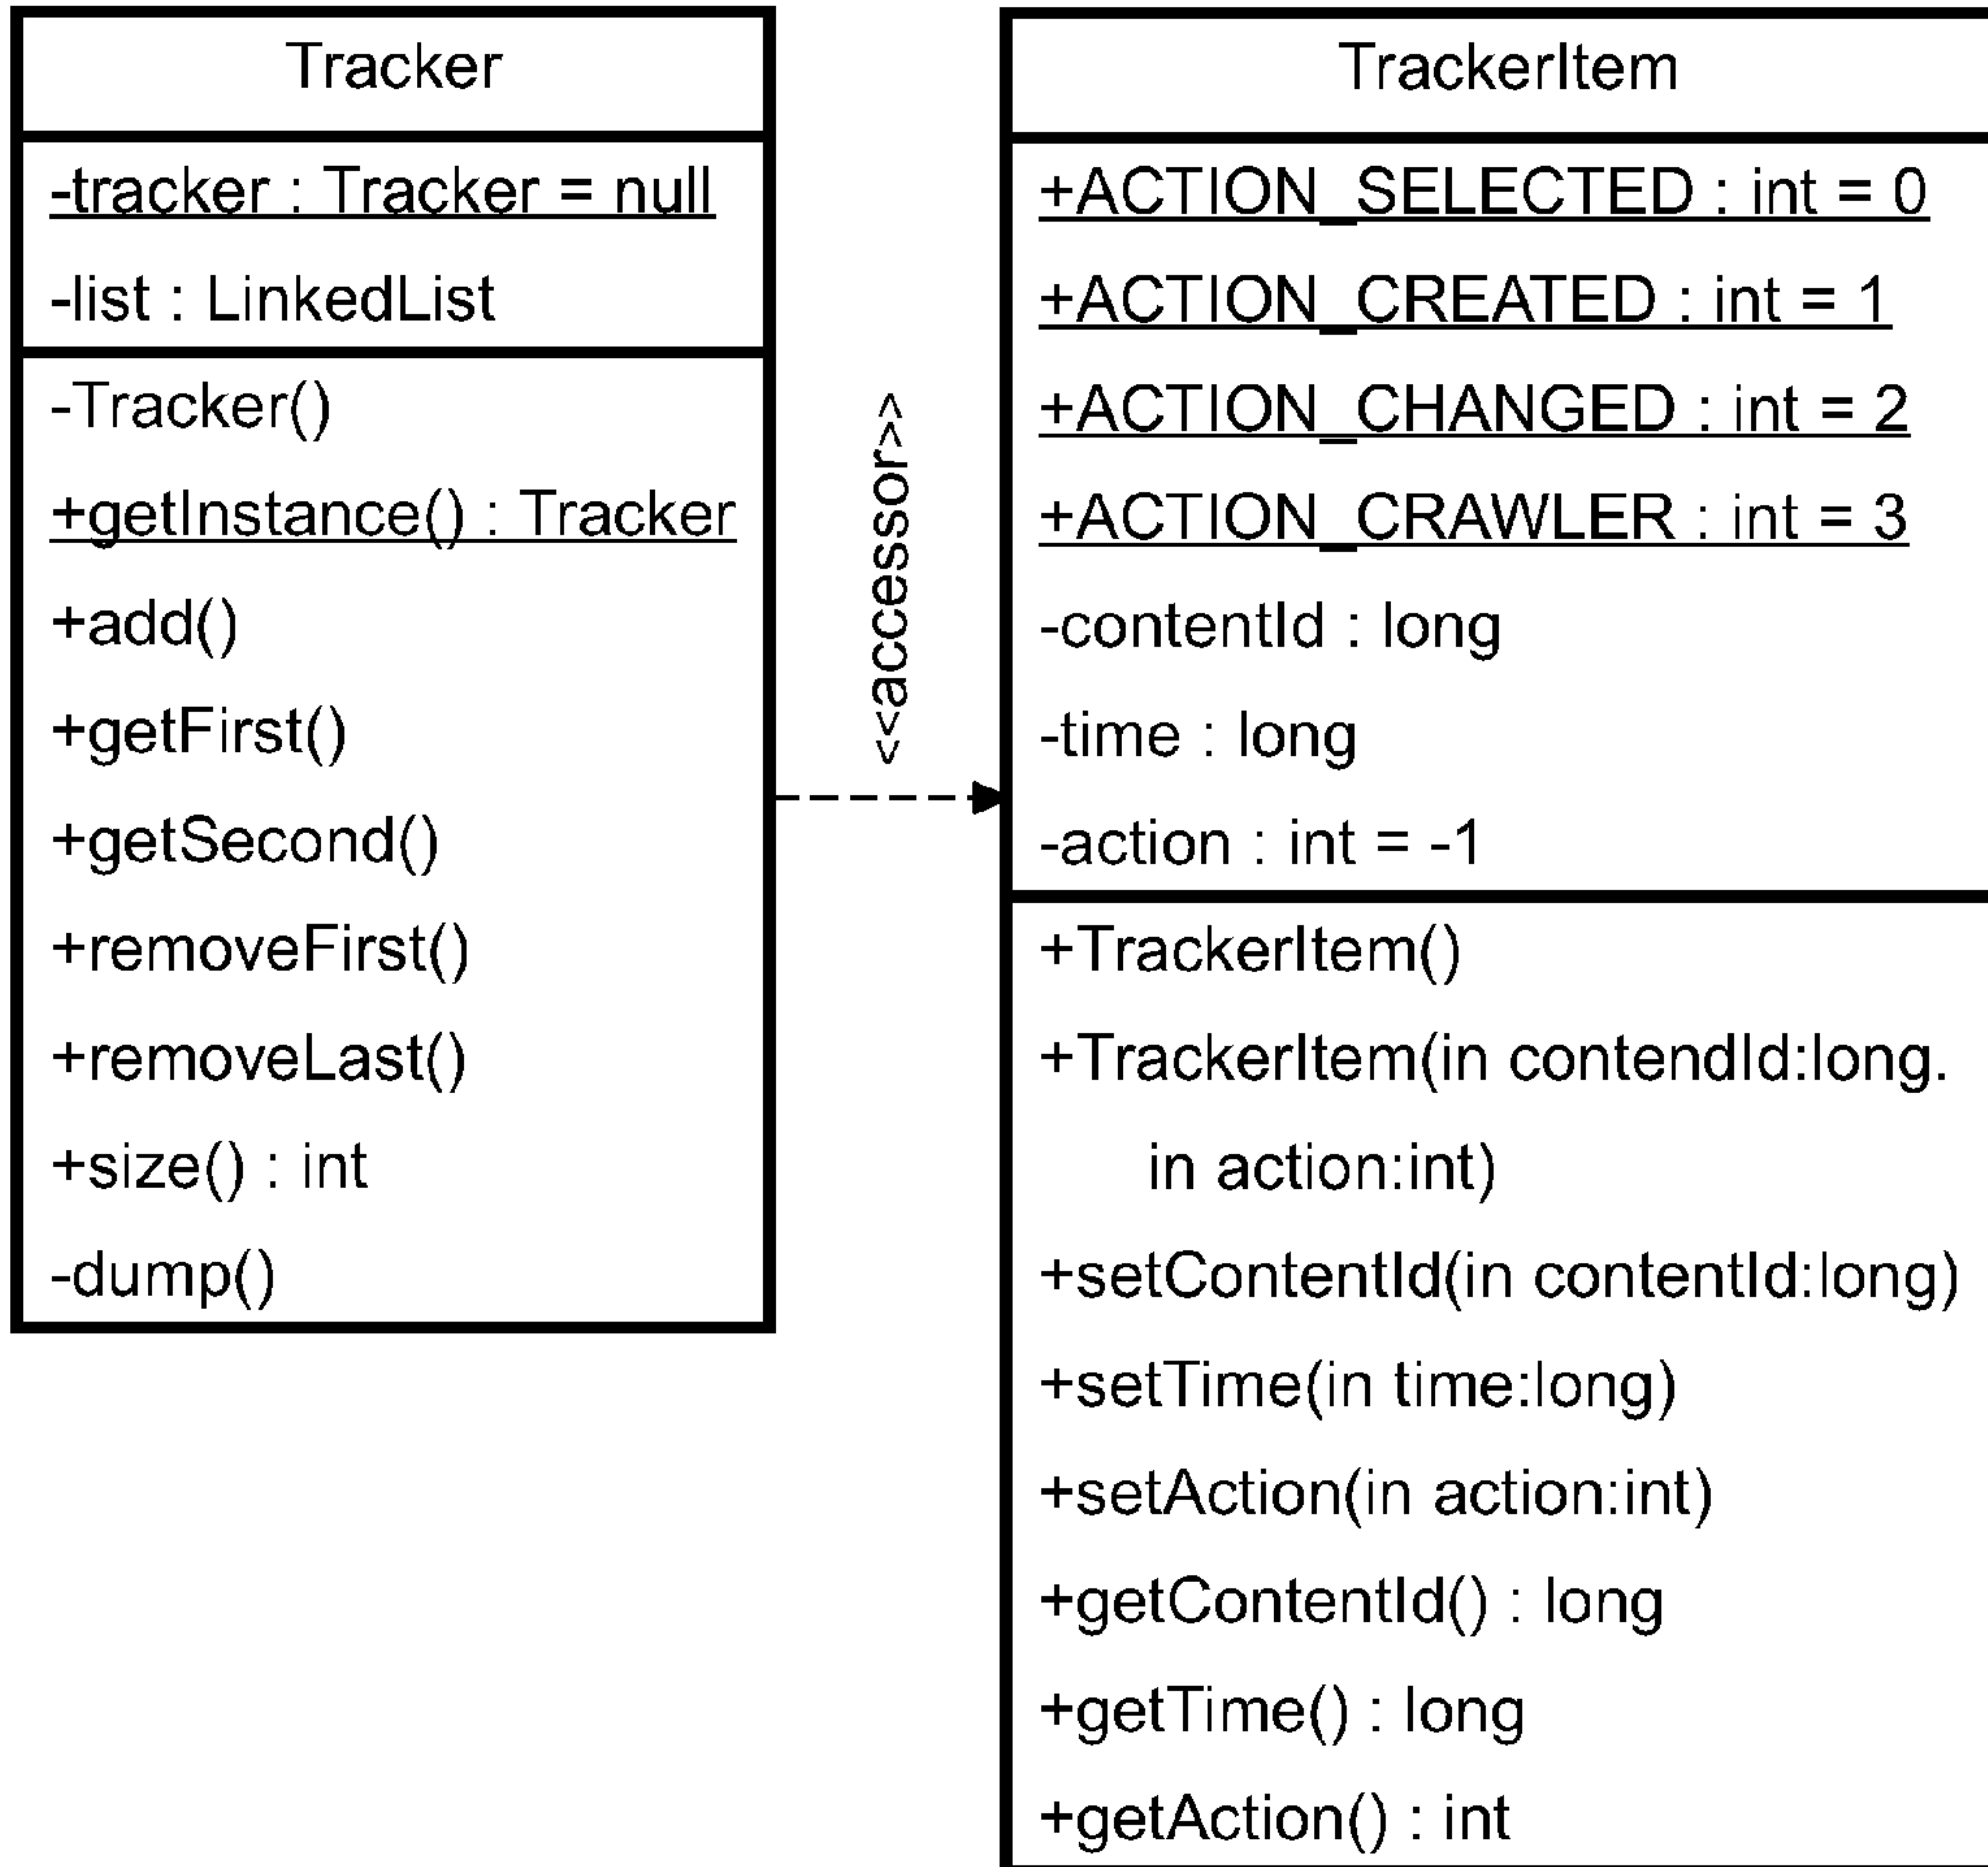 Tracker
-tracker : Tracker = null
-list : LinkedList
-Tracker()
+getInstance() : Tracker
+add()
+getFirst()
+getSecond()
+removeFirst()
+removeLast()
+size() : int
-dump()
<<accessor>>
TrackerItem
+ACTION_SELECTED : int = 0
+ACTION_CREATED : int = 1
+ACTION_CHANGED : int = 2
+ACTION_CRAWLER : int = 3
-contentId : long
-time : long
-action : int = -1
+TrackerItem()
+TrackerItem(in contendId:long.
in action:int)
+setContentId(in contentId:long)
+setTime(in time:long)
+setAction(in action:int)
+getContentId() : long
+getTime() : long
+getAction() : int